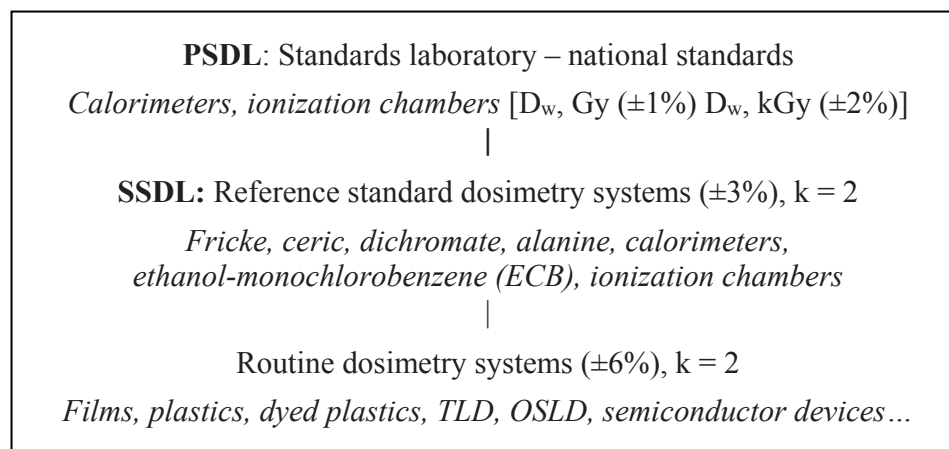 PSDL: Standards laboratory – national standards
Calorimeters, ionization chambers [Dw, Gy (±1%) Dw, kGy (±2%)]
SSDL: Reference standard dosimetry systems (±3%), k = 2
Fricke, ceric, dichromate, alanine, calorimeters,
ethanol-monochlorobenzene (ECB), ionization chambers
Routine dosimetry systems (±6%), k = 2
Films, plastics, dyed plastics, TLD, OSLD, semiconductor devices…